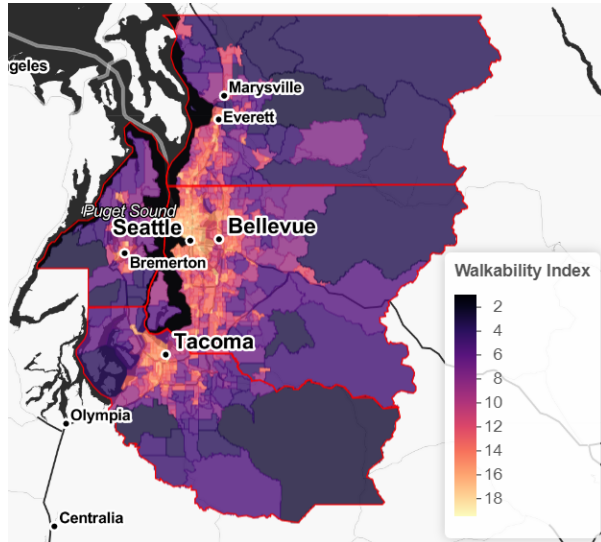 ngeles
Marysville
Everett
Puget Sound
Seattle
Bellevue
Bremerton
Tacoma
Olympia
Centralia
Walkability Index
2
4
6
8
10
12
14
16
18